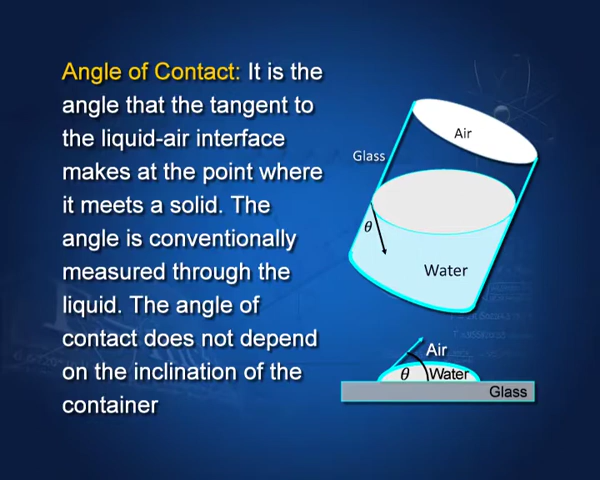 Angle of Contact: It is the
angle that the tangent to
the liquid-air interface
makes at the point where
it meets a solid. The
angle is conventionally
measured through the
liquid. The angle of
contact does not depend
on the inclination of the
container
Air
Glass
θ
Water
Air
θ Water
Glass